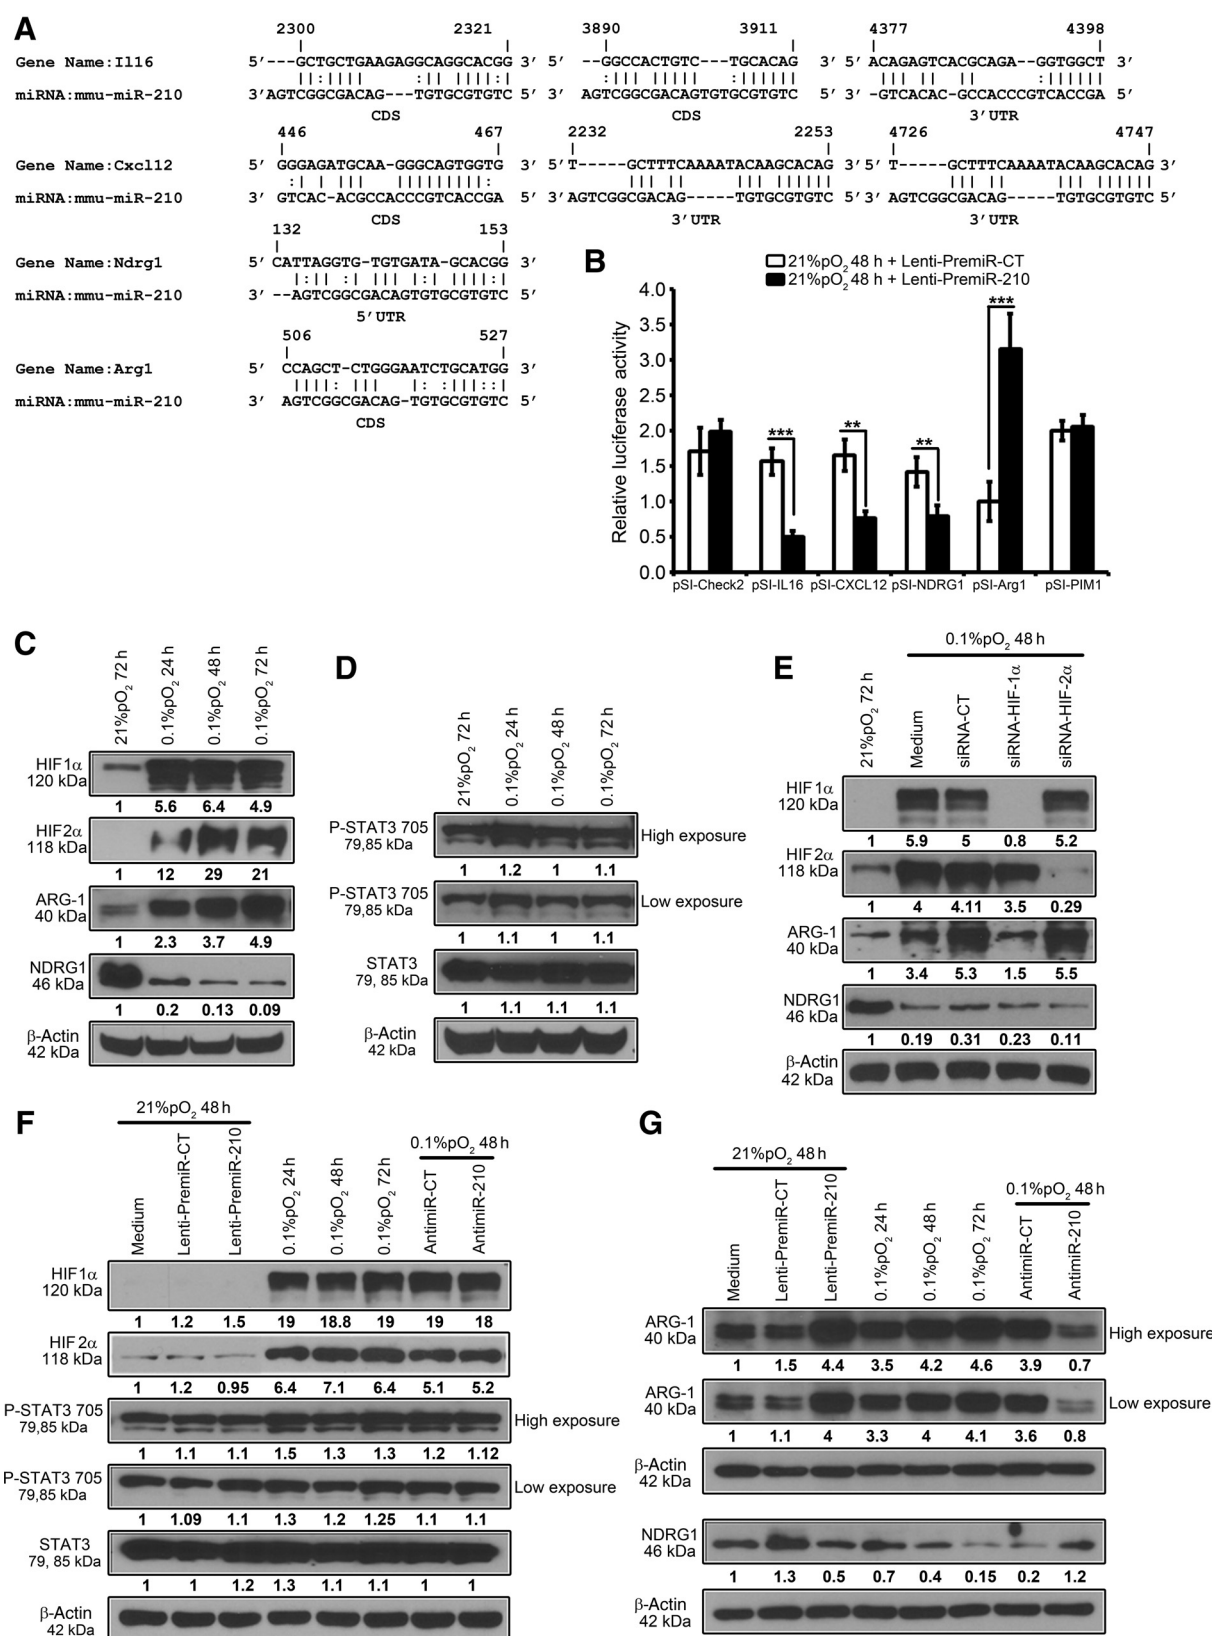 A
2300 2321 3890 3911 4377 4398
Gene Name:Il16 5′---GCTGCTGAAGAGGCAGGCACGG 3′ 5′ --GGCCACTGTC---TGCACAG 3′ 5′ ACAGAGTCACGCAGA--GGTGGCT 3′
miRNA:mmu-miR-210 3′AGTCGGCGACAG---TGTGCGTGTC 5′ AGTCGGCGACAGTGTGCGTGTC 5′ 3′ -GTCACAC-GCCACCCGTCACCGA 5′
CDS CDS 3′UTR
446 467 2232 2253 4726 4747
Gene Name:Cxcl12 5′ GGGAGATGCAA-GGGCAGTGGTG 3′ 5′T-----GCTTTCAAAATACAAGCACAG 3′ 5′ T-----GCTTTCAAAATACAAGCACAG 3′
miRNA:mmu-miR-210 3′ GTCAC-ACGCCACCCGTCACCGA 5′ 3′AGTCGGCGACAG-----TGTGCGTGTC 5′ 3′ AGTCGGCGACAG-----TGTGCGTGTC 5′
CDS 3′UTR 3′UTR
132 153
Gene Name:Ndrg1 5′ CATTAGGTG-TGTGATA-GCACGG 3′
miRNA:mmu-miR-210 3′ --AGTCGGCGACAGTGTGCGTGTC 5′
5′UTR
506 527
Gene Name:Arg1 5′ CCAGCT-CTGGGAATCTGCATGG 3′
miRNA:mmu-miR-210 3′ AGTCGGCGACAG-TGTGCGTGTC 5′
CDS
B
21%pO2 48 h + Lenti-PremiR-CT
21%pO2 48 h + Lenti-PremiR-210
Relative luciferase activity
4.0
3.5
3.0
2.5
2.0
1.5
1.0
0.5
0.0
*** ** ** ***
pSI-Check2 pSI-IL16 pSI-CXCL12 pSI-NDRG1 pSI-Arg1 pSI-PIM1
C
21%pO2 72 h
0.1%pO2 24 h
0.1%pO2 48 h
0.1%pO2 72 h
HIF1α
120 kDa
1 5.6 6.4 4.9
HIF2α
118 kDa
1 12 29 21
ARG-1
40 kDa
1 2.3 3.7 4.9
NDRG1
46 kDa
1 0.2 0.13 0.09
β-Actin
42 kDa
D
21%pO2 72 h
0.1%pO2 24 h
0.1%pO2 48 h
0.1%pO2 72 h
P-STAT3 705
79,85 kDa
High exposure
1 1.2 1 1.1
P-STAT3 705
79,85 kDa
Low exposure
1 1.1 1 1.1
STAT3
79, 85 kDa
1 1.1 1.1 1.1
β-Actin
42 kDa
E
0.1%pO2 48 h
21%pO2 72 h
Medium
siRNA-CT
siRNA-HIF-1α
siRNA-HIF-2α
HIF1α
120 kDa
1 5.9 5 0.8 5.2
HIF2α
118 kDa
1 4 4.11 3.5 0.29
ARG-1
40 kDa
1 3.4 5.3 1.5 5.5
NDRG1
46 kDa
1 0.19 0.31 0.23 0.11
β-Actin
42 kDa
F
21%pO2 48 h
0.1%pO2 48 h
Medium
Lenti-PremiR-CT
Lenti-PremiR-210
0.1%pO2 24 h
0.1%pO2 48 h
0.1%pO2 72 h
AntimiR-CT
AntimiR-210
HIF1α
120 kDa
1 1.2 1.5 19 18.8 19 19 18
HIF 2α
118 kDa
1 1.2 0.95 6.4 7.1 6.4 5.1 5.2
P-STAT3 705
79,85 kDa
High exposure
1 1.1 1.1 1.5 1.3 1.3 1.2 1.12
P-STAT3 705
79,85 kDa
Low exposure
1 1.09 1.1 1.3 1.2 1.25 1.1 1.1
STAT3
79, 85 kDa
1 1 1.2 1.3 1.1 1.1 1 1
β-Actin
42 kDa
G
21%pO2 48 h
0.1%pO2 48 h
Medium
Lenti-PremiR-CT
Lenti-PremiR-210
0.1%pO2 24 h
0.1%pO2 48 h
0.1%pO2 72 h
AntimiR-CT
AntimiR-210
ARG-1
40 kDa
High exposure
1 1.5 4.4 3.5 4.2 4.6 3.9 0.7
ARG-1
40 kDa
Low exposure
1 1.1 4 3.3 4 4.1 3.6 0.8
β-Actin
42 kDa
NDRG1
46 kDa
1 1.3 0.5 0.7 0.4 0.15 0.2 1.2
β-Actin
42 kDa